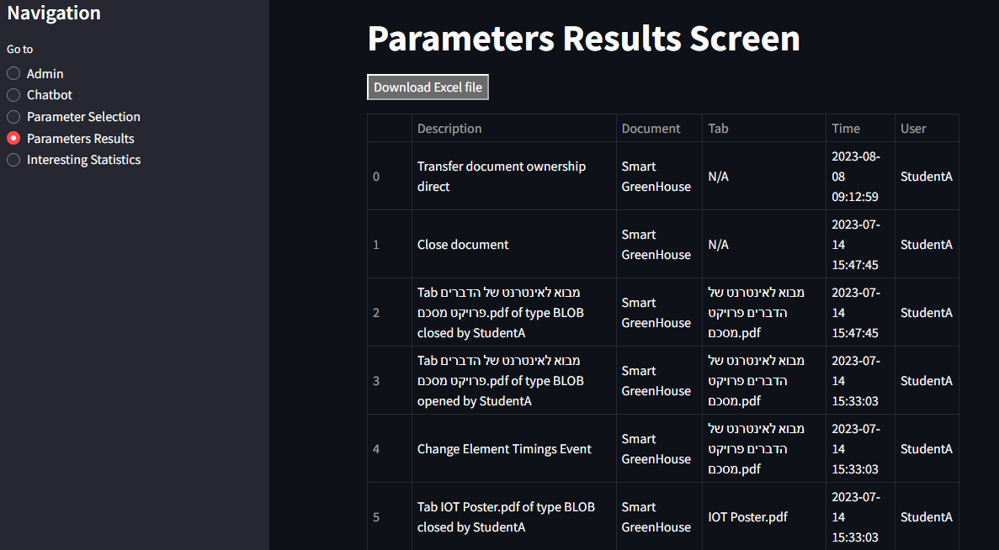 Navigation
Go to
Admin
Chatbot
Parameter Selection
Parameters Results
Interesting Statistics
Parameters Results Screen
Download Excel file
Description Document Tab Time User
0
Transfer document ownership
direct
Smart
GreenHouse
N/A
2023-08-
08
09:12:59
StudentA
1
Close document
Smart
GreenHouse
N/A
2023-07-
14
15:47:45
StudentA
2
Tab מבוא לאינטרנט של הדברים
פרויקט מסכם.pdf of type BLOB
closed by StudentA
Smart
GreenHouse
מבוא לאינטרנט של
הדברים פרויקט
מסכם.pdf
2023-07-
14
15:47:45
StudentA
3
Tab מבוא לאינטרנט של הדברים
פרויקט מסכם.pdf of type BLOB
opened by StudentA
Smart
GreenHouse
מבוא לאינטרנט של
הדברים פרויקט
מסכם.pdf
2023-07-
14
15:33:03
StudentA
4
Change Element Timings Event
Smart
GreenHouse
מבוא לאינטרנט של
הדברים פרויקט
מסכם.pdf
2023-07-
14
15:33:03
StudentA
5
Tab IOT Poster.pdf of type BLOB
closed by StudentA
Smart
GreenHouse
IOT Poster.pdf
2023-07-
14
15:33:03
StudentA